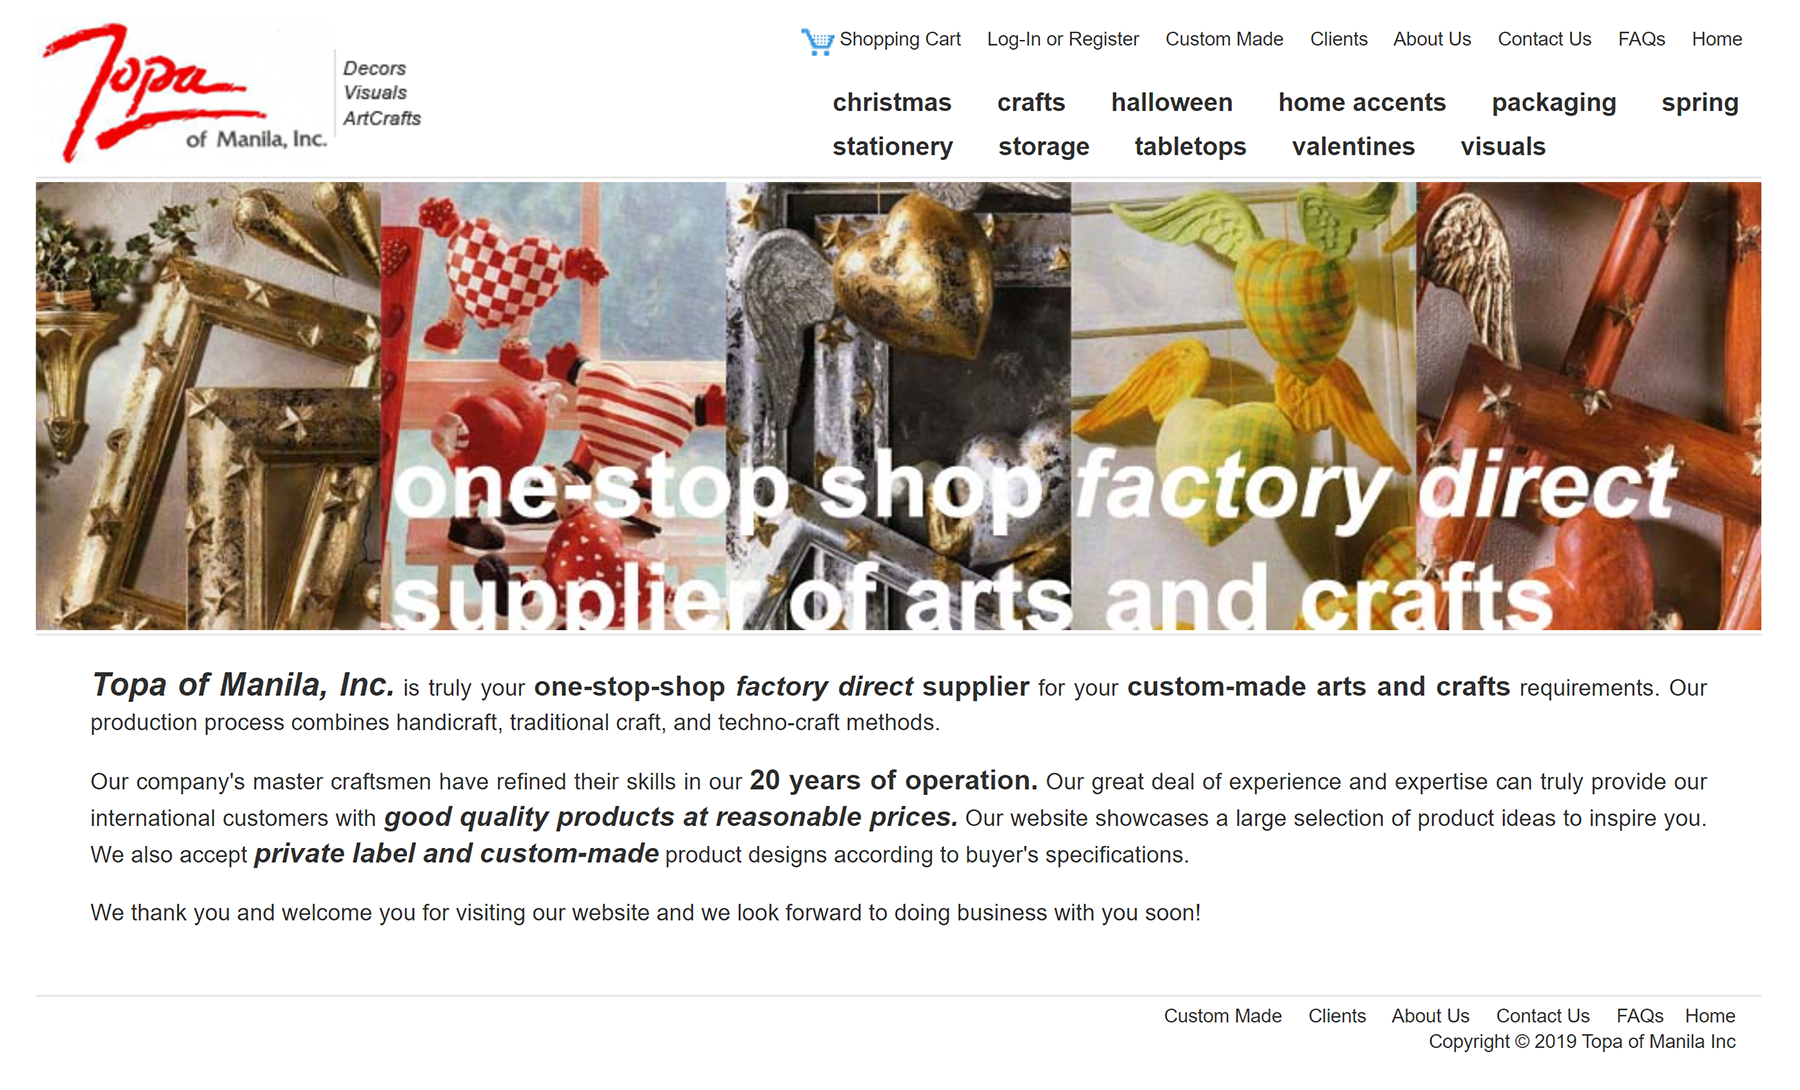 Topa
of Manila, Inc.
Decors
Visuals
ArtCrafts
Shopping Cart Log-In or Register Custom Made Clients About Us Contact Us FAQs Home
christmas crafts halloween home accents packaging spring
stationery storage tabletops valentines visuals
one-stop shop factory direct
supplier of arts and crafts
Topa of Manila, Inc. is truly your one-stop-shop factory direct supplier for your custom-made arts and crafts requirements. Our
production process combines handicraft, traditional craft, and techno-craft methods.
Our company's master craftsmen have refined their skills in our 20 years of operation. Our great deal of experience and expertise can truly provide our
international customers with good quality products at reasonable prices. Our website showcases a large selection of product ideas to inspire you.
We also accept private label and custom-made product designs according to buyer's specifications.
We thank you and welcome you for visiting our website and we look forward to doing business with you soon!
Custom Made Clients About Us Contact Us FAQs Home
Copyright © 2019 Topa of Manila Inc